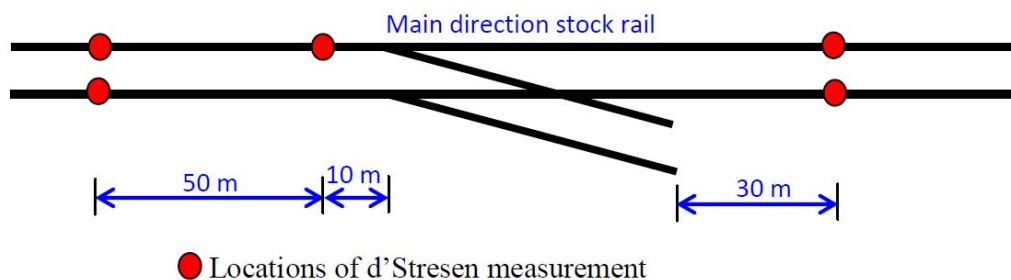 Main direction stock rail
50 m
10 m
30 m
Locations of d'Stresen measurement